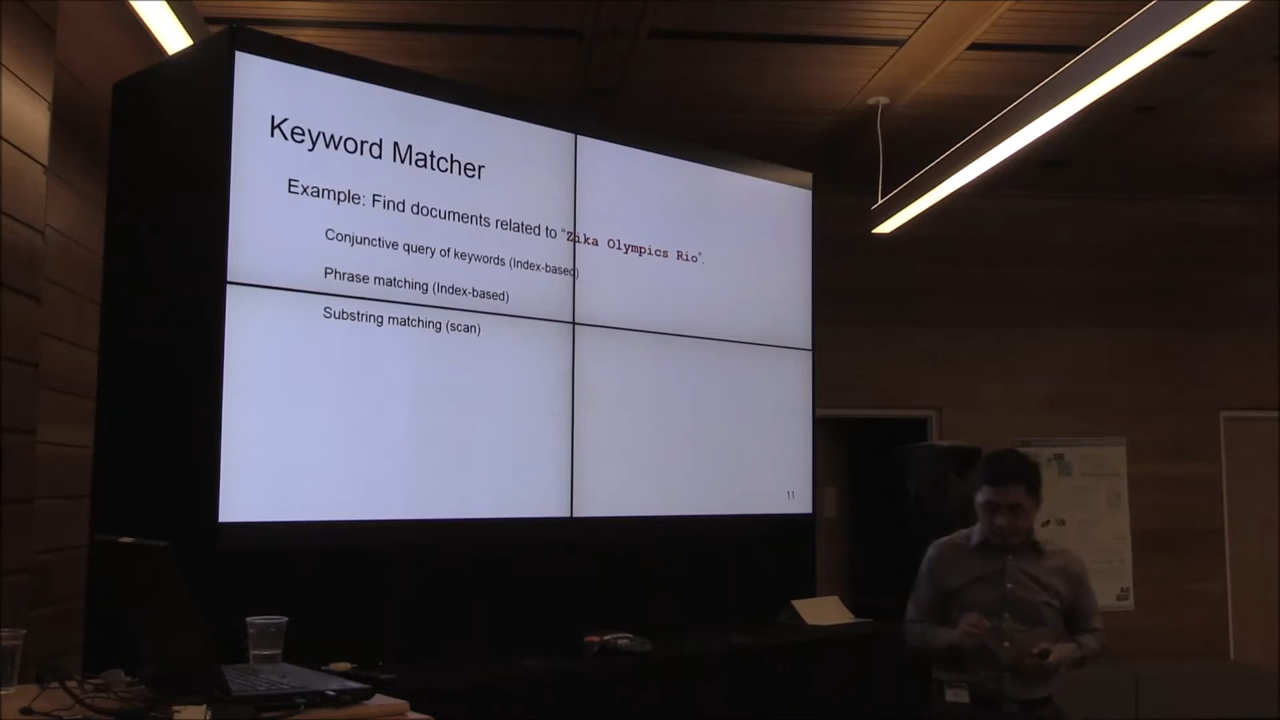 Keyword Matcher
Example: Find documents related to “Zika Olympics Rio”.
Conjunctive query of keywords (Index-based)
Phrase matching (Index-based)
Substring matching (scan)
11